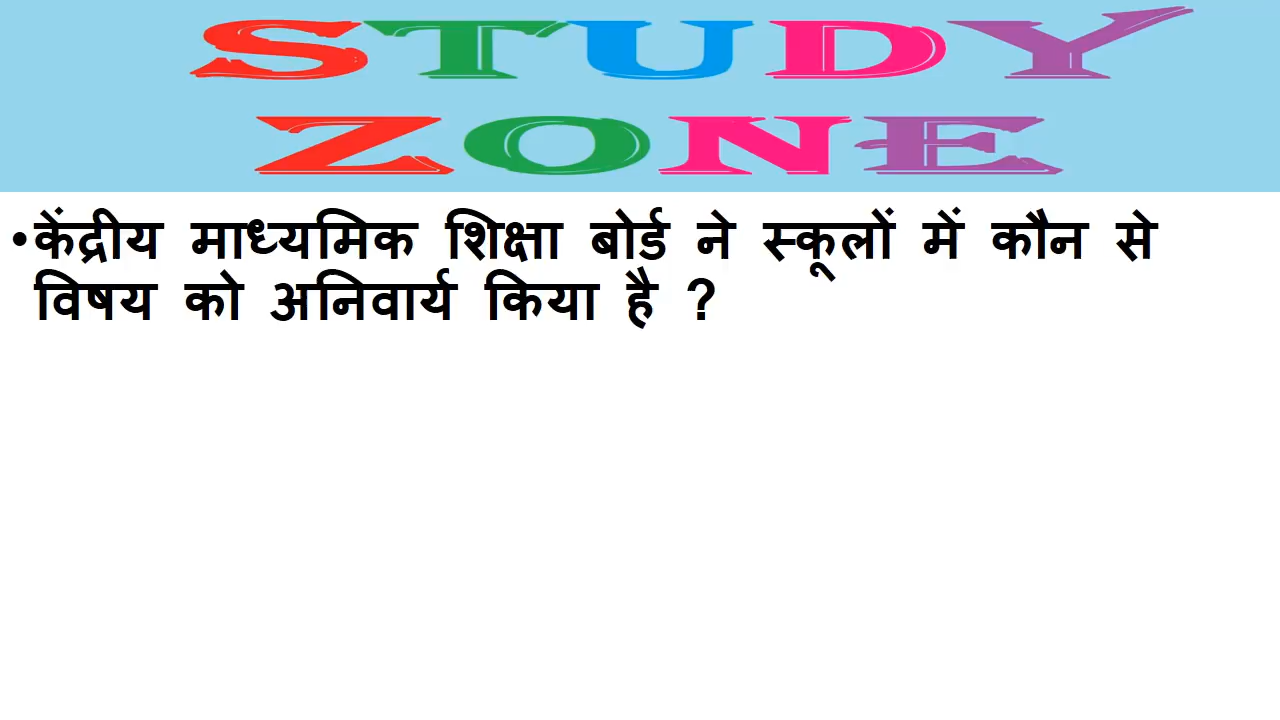 STUDY
ZONE
•केंद्रीय माध्यमिक शिक्षा बोर्ड ने स्कूलों में कौन से
विषय को अनिवार्य किया है ?